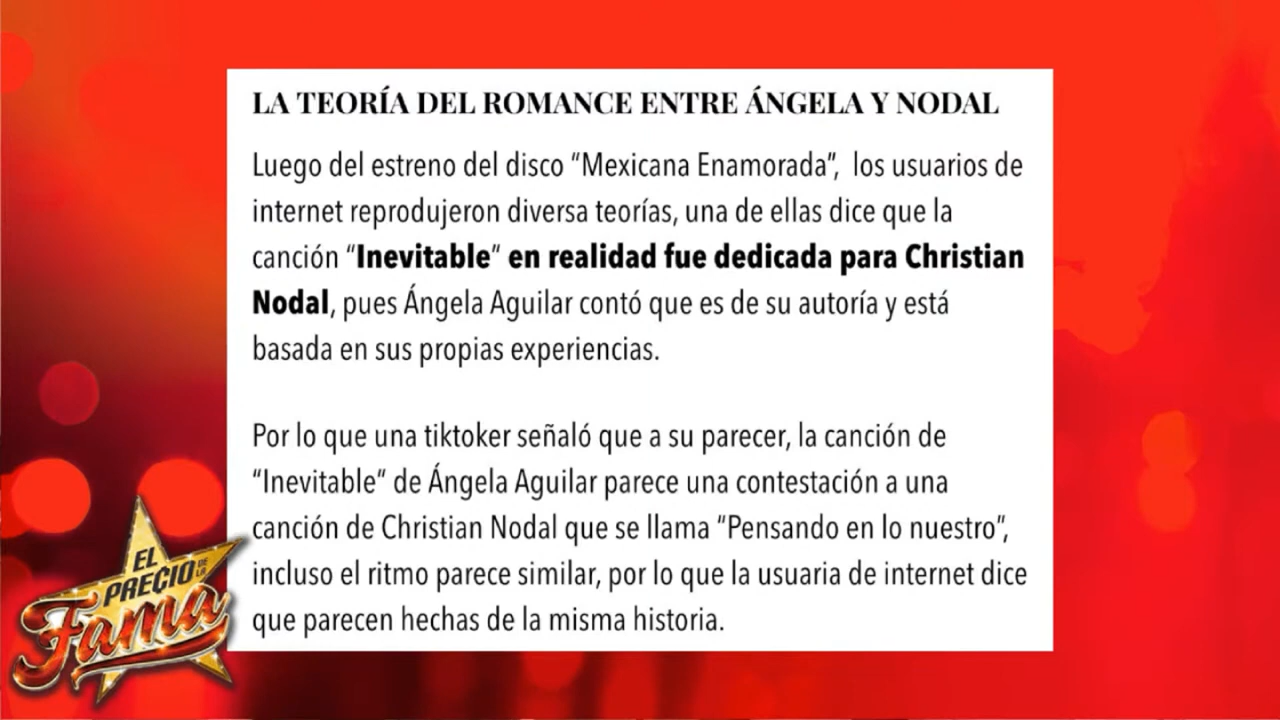 LA TEORÍA DEL ROMANCE ENTRE ÁNGELA Y NODAL
Luego del estreno del disco “Mexicana Enamorada”, los usuarios de
internet reprodujeron diversa teorías, una de ellas dice que la
canción “Inevitable” en realidad fue dedicada para Christian
Nodal, pues Ángela Aguilar contó que es de su autoría y está
basada en sus propias experiencias.
Por lo que una tiktoker señaló que a su parecer, la canción de
“Inevitable” de Ángela Aguilar parece una contestación a una
canción de Christian Nodal que se llama “Pensando en lo nuestro”,
incluso el ritmo parece similar, por lo que la usuaria de internet dice
que parecen hechas de la misma historia.
EL
PRECIO DE LA
Fama